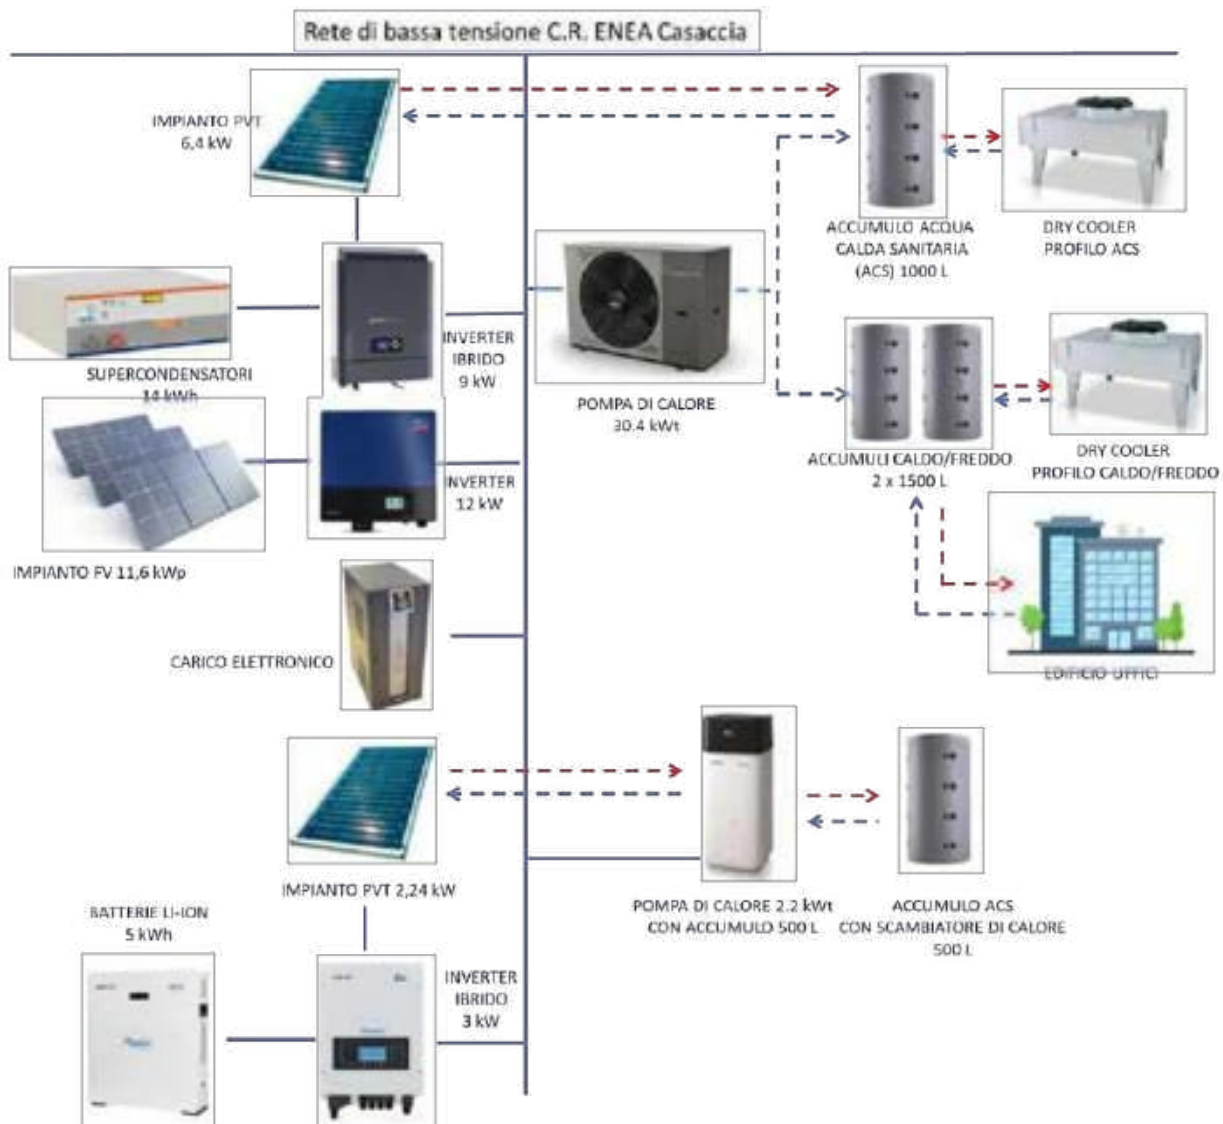 Rete di bassa tensione C.R. ENEA Casaccia
IMPIANTO PVT
6,4 kW
ACCUMULO ACQUA
CALDA SANITARIA
(ACS) 1000 L
DRY COOLER
PROFILO ACS
SUPERCONDENSATORI
14 kWh
INVERTER
IBRIDO
9 kW
POMPA DI CALORE
30.4 kWt
ACCUMULI CALDO/FREDDO
2 x 1500 L
DRY COOLER
PROFILO CALDO/FREDDO
INVERTER
12 kW
IMPIANTO FV 11,6 kWp
CARICO ELETTRONICO
EDIFICIO UFFICI
IMPIANTO PVT 2,24 kW
POMPA DI CALORE 2.2 kWt
CON ACCUMULO 500 L
ACCUMULO ACS
CON SCAMBIATORE DI CALORE
500 L
BATTERIE LI-ION
5 kWh
INVERTER
IBRIDO
3 kW